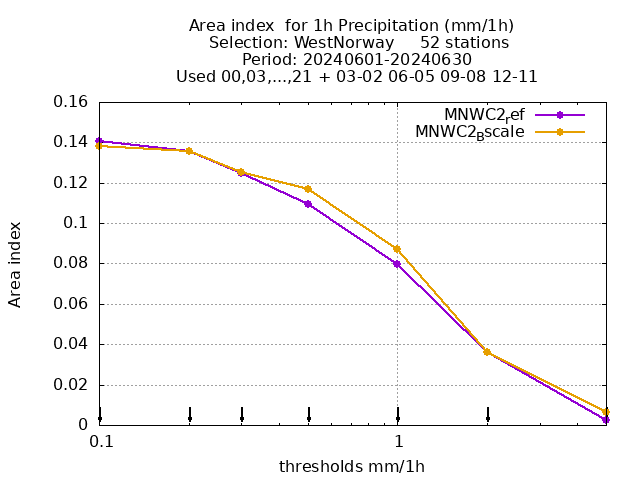 Area index  for 1h Precipitation (mm/1h)
Selection: WestNorway     52 stations
Period: 20240601-20240630
Used 00,03,...,21 + 03-02 06-05 09-08 12-11
MNWC2ref
MNWC2Bscale
0.16
0.14
0.12
0.1
0.08
0.06
0.04
0.02
0
Area index
0.1
1
thresholds mm/1h